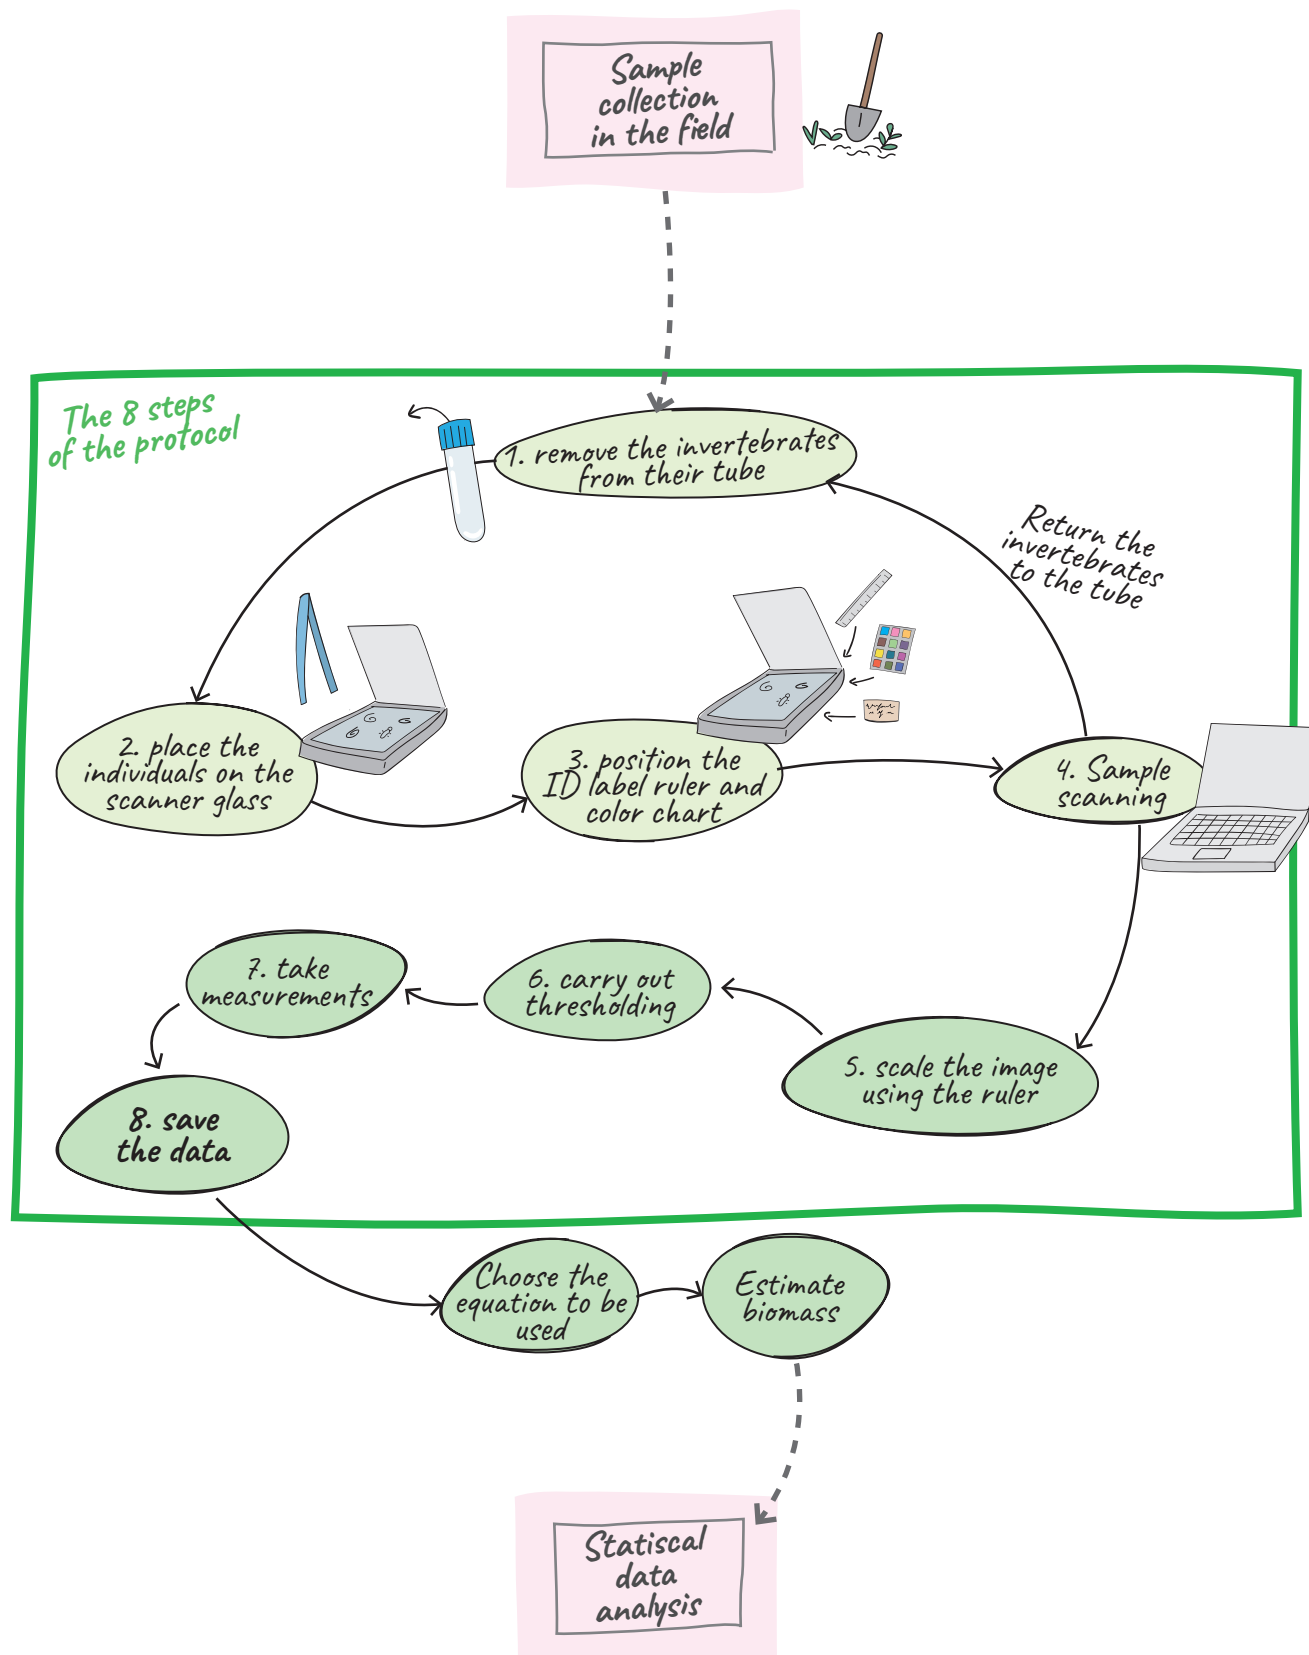 Sample
collection
in the field
The 8 steps
of the protocol
1. remove the invertebrates
from their tube
Return the
invertebrates
to the tube
2. place the
individuals on the
scanner glass
3. position the
ID label ruler and
color chart
4. Sample
scanning
7. take
measurements
6. carry out
thresholding
5. scale the image
using the ruler
8. save
the data
Choose the
equation to be
used
Estimate
biomass
Statiscal
data
analysis